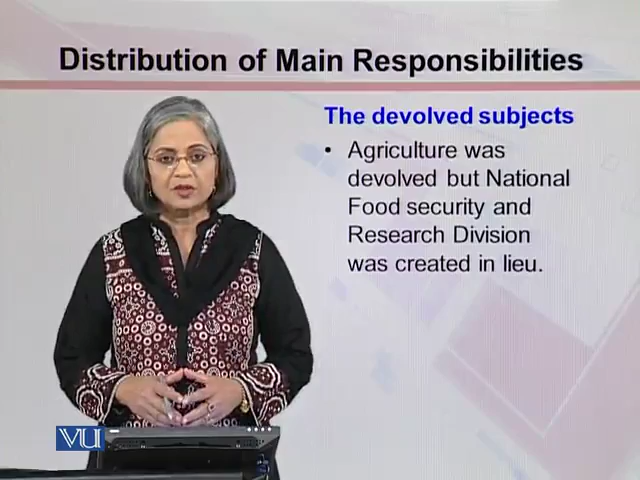 Distribution of Main Responsibilities
The devolved subjects
• Agriculture was
devolved but National
Food security and
Research Division
was created in lieu.
VU